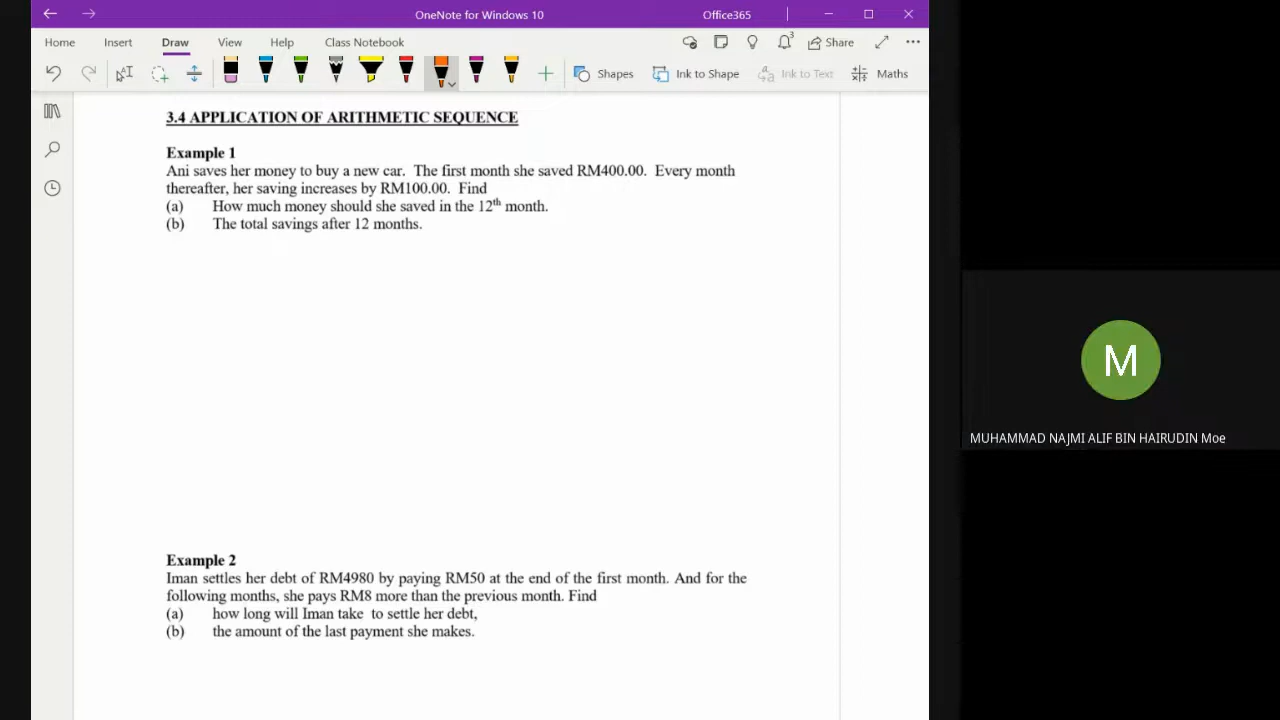 OneNote for Windows 10
Office365
Home Insert Draw View Help Class Notebook
3
Share
Shapes Ink to Shape Ink to Text Maths
3.4 APPLICATION OF ARITHMETIC SEQUENCE
Example 1
Ani saves her money to buy a new car. The first month she saved RM400.00. Every month
thereafter, her saving increases by RM100.00. Find
(a) How much money should she saved in the 12th month.
(b) The total savings after 12 months.
M
MUHAMMAD NAJMI ALIF BIN HAIRUDIN Moe
Example 2
Iman settles her debt of RM4980 by paying RM50 at the end of the first month. And for the
following months, she pays RM8 more than the previous month. Find
(a) how long will Iman take to settle her debt,
(b) the amount of the last payment she makes.